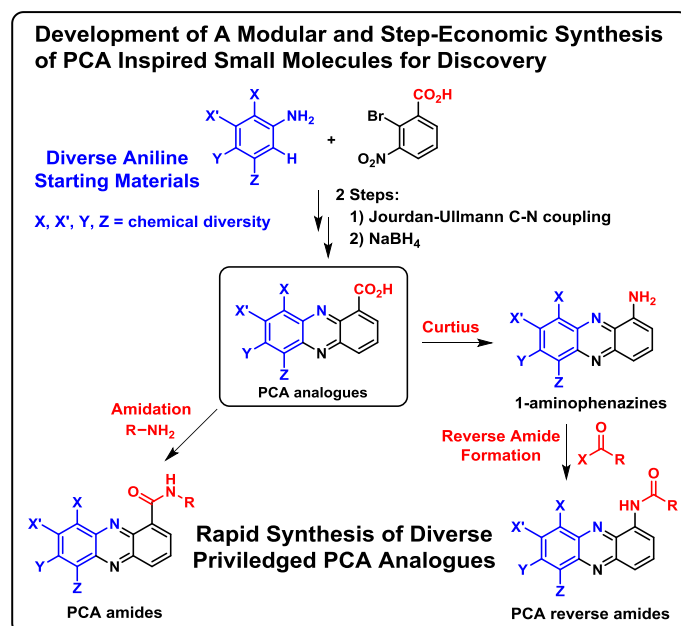 Development of A Modular and Step-Economic Synthesis
of PCA Inspired Small Molecules for Discovery
X
X'
NH2
Y
H
Z
+
CO2H
Br
NO2
Diverse Aniline
Starting Materials
X, X', Y, Z = chemical diversity
2 Steps:
1) Jourdan-Ullmann C-N coupling
2) NaBH4
X
CO2H
X'
N
Y
N
Z
PCA analogues
Curtius
X
NH2
X'
N
Y
N
Z
1-aminophenazines
Amidation
R-NH2
Reverse Amide
Formation
O
X
R
H
O
N
R
X
X'
N
Y
N
Z
PCA amides
Rapid Synthesis of Diverse
Priviledged PCA Analogues
O
HN
R
X
X'
N
Y
N
Z
PCA reverse amides